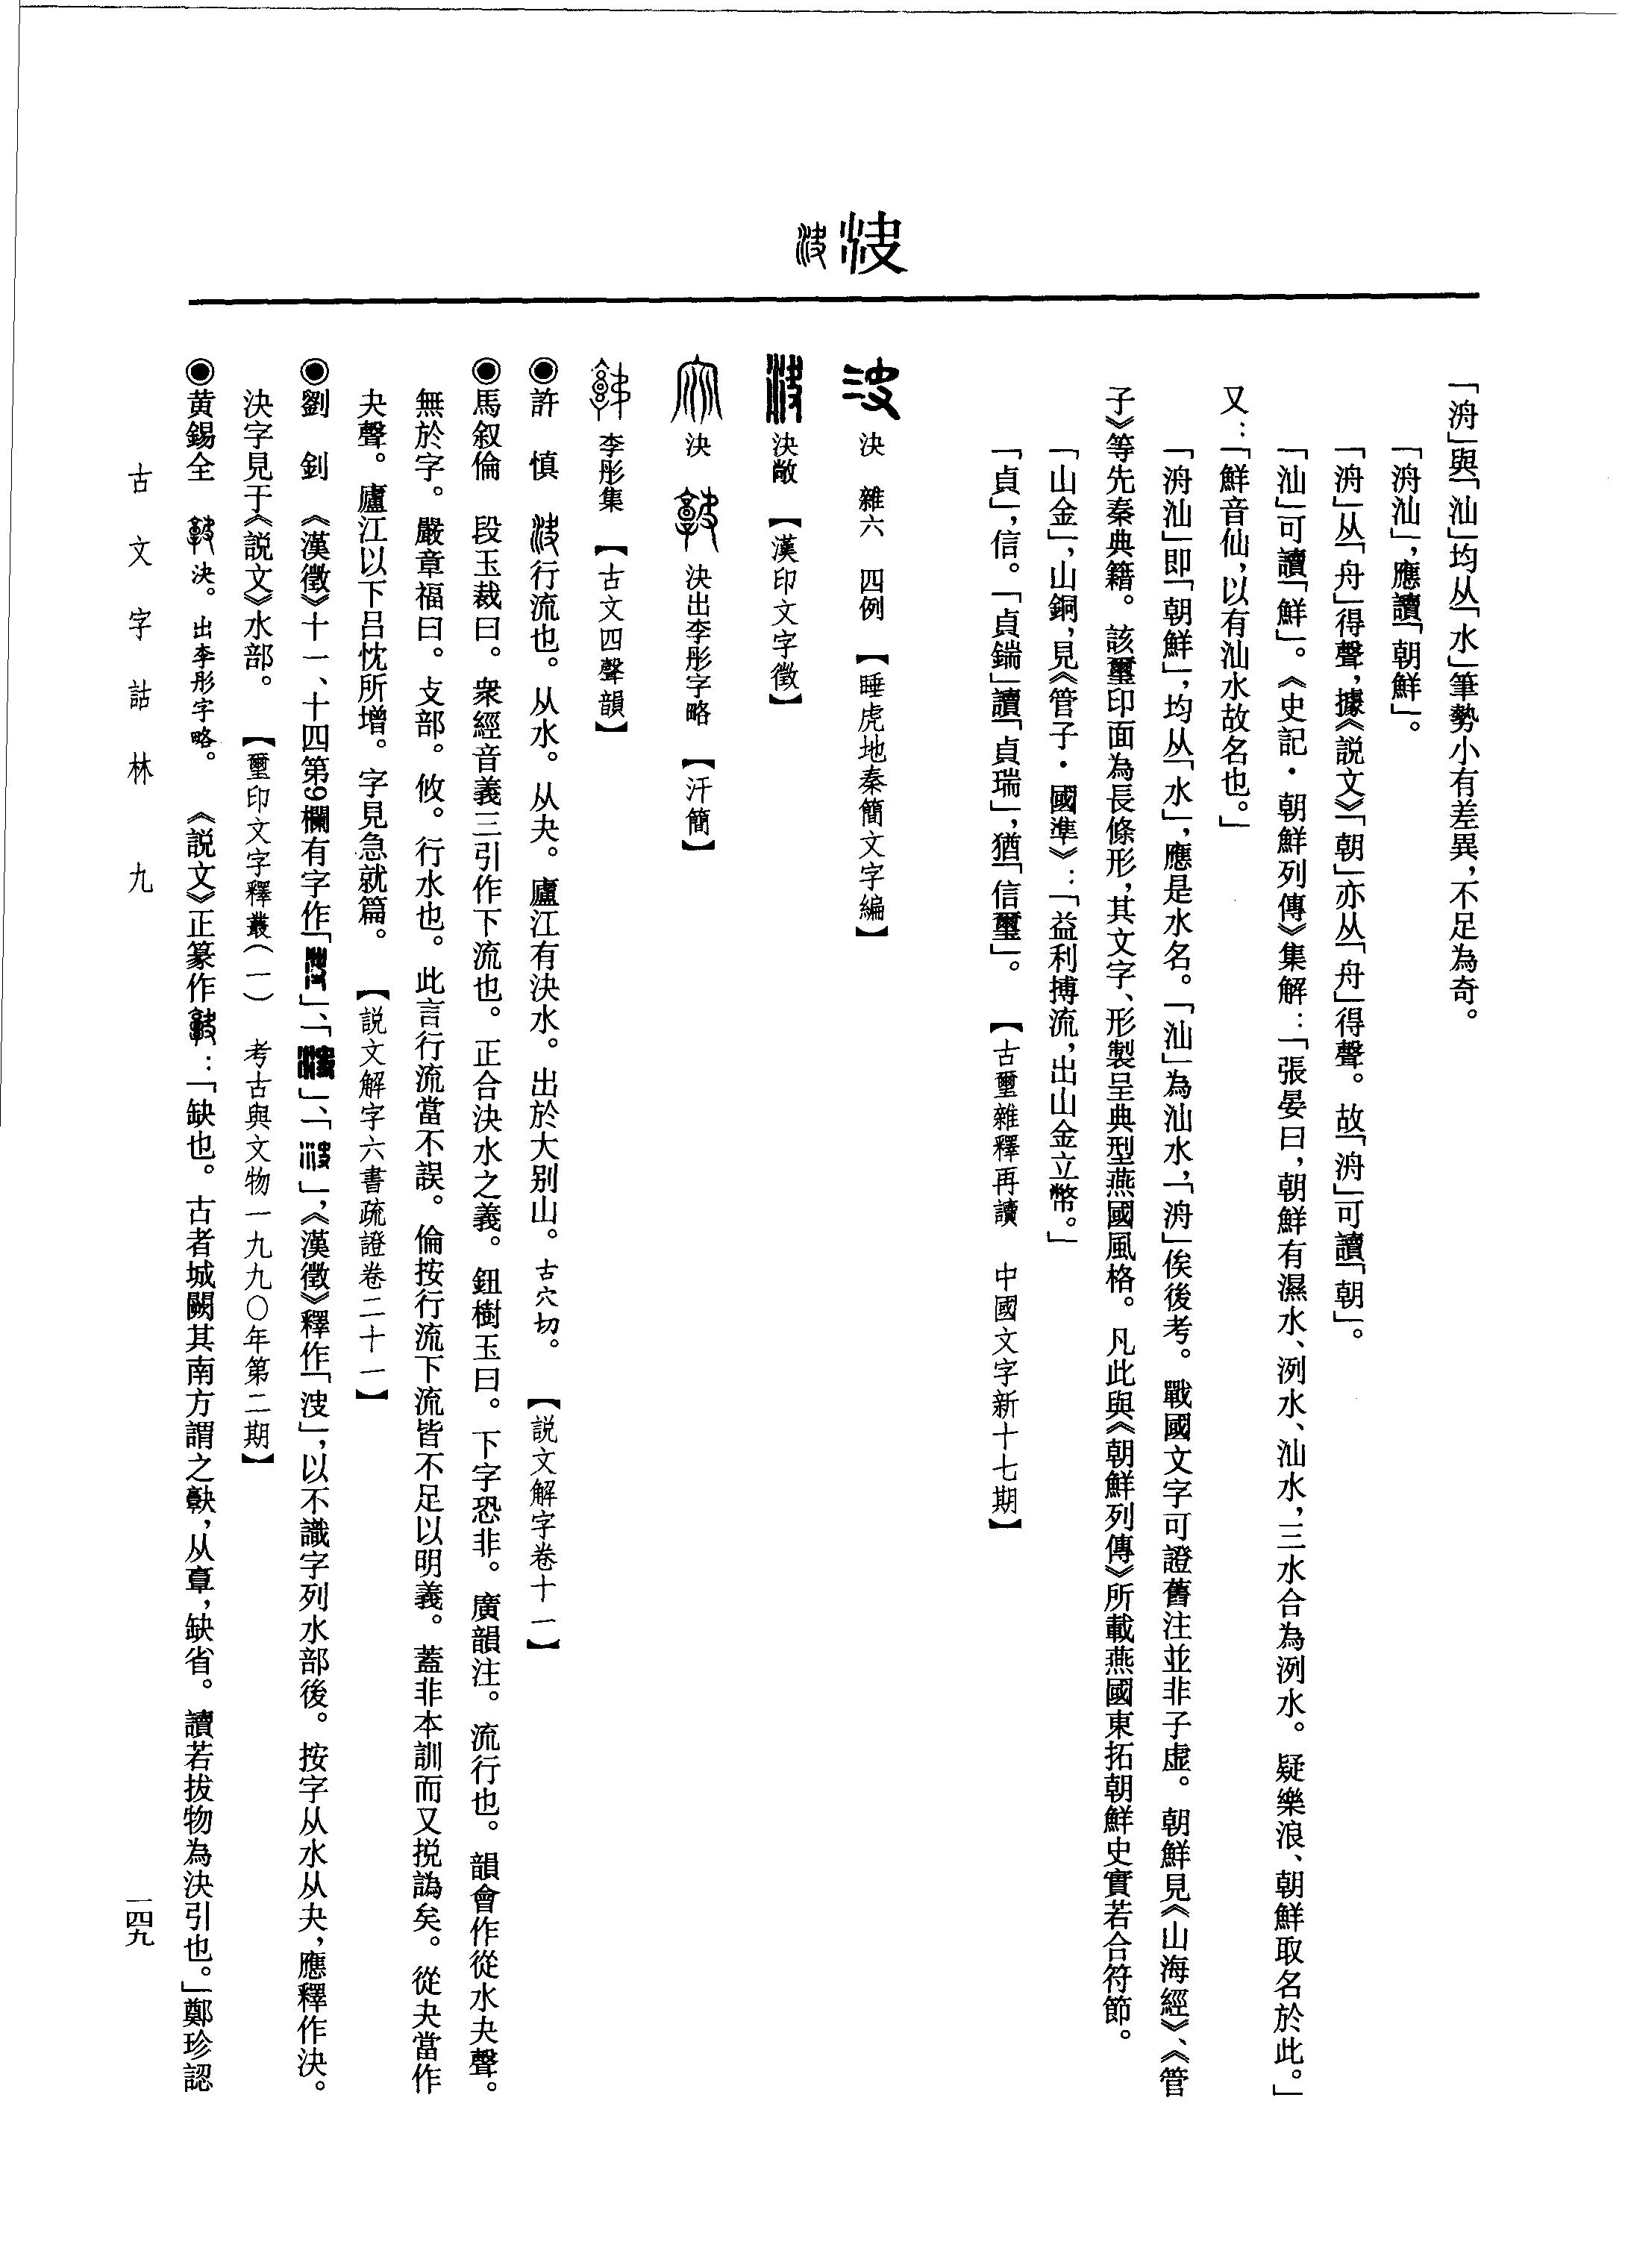 「洀」與「汕」均从「水」筆勢小有差異，不足為奇。
「洀汕」，應讀「朝鮮」。
「洀」从「舟」得聲，據《説文》「朝」亦从「舟」得聲。故「洀」可讀「朝」。
「汕」可讀「鮮」。《史記·朝鮮列傳》集解：「張晏曰，朝鮮有濕水、洌水、汕水，三水合為洌水。疑樂浪、朝鮮取名於此。」
又：「鮮音仙，以有汕水故名也。」
「洀汕」即「朝鮮」，均从「水」，應是水名。「汕」為汕水，「洀」俟後考。戰國文字可證舊注並非子虛。朝鮮見《山海經》、《管
子》等先秦典籍。該璽印面為長條形，其文字、形製呈典型燕國風格。凡此與《朝鮮列傳》所載燕國東拓朝鮮史實若合符節。
「山金」，山銅，見《管子·國準》：「益利搏流，出山金立幣。」
「貞」，信。「貞鍴」讀「貞瑞」，猶「信璽」。　【古璽雜釋再讀　中國文字新十七期】
決　雜六　四例　【睡虎地秦簡文字編】
決敞　【漢印文字徵】
決　決出李彤字略　【汗簡】
李彤集　【古文四聲韻】
◉許　慎　行流也。从水。从夬。廬江有決水。出於大别山。古穴切。　【説文解字卷十一】
◉馬叙倫　段玉裁曰。衆經音義三引作下流也。正合決水之義。鈕樹玉曰。下字恐非。廣韻注。流行也。韻會作從水夬聲。
無於字。嚴章福曰。攴部。攸。行水也。此言行流當不誤。倫按行流下流皆不足以明義。蓋非本訓而又挩譌矣。從夬當作
夬聲。廬江以下吕忱所增。字見急就篇。　【説文解字六書疏證卷二十一】
◉劉　釗　《漢徵》十一、十四第9欄有字作「」、「」、「」，《漢徵》釋作「㳊」，以不識字列水部後。按字从水从夬，應釋作決。
決字見于《説文》水部。　【璽印文字釋叢（一）　考古與文物一九九〇年第二期】
◉黄錫全　決。出李彤字略。　《説文》正篆作：「缺也。古者城闕其南方謂之𩫖，从𩫏，缺省。讀若拔物為決引也。」鄭珍認
古文字詁林　九
一四九